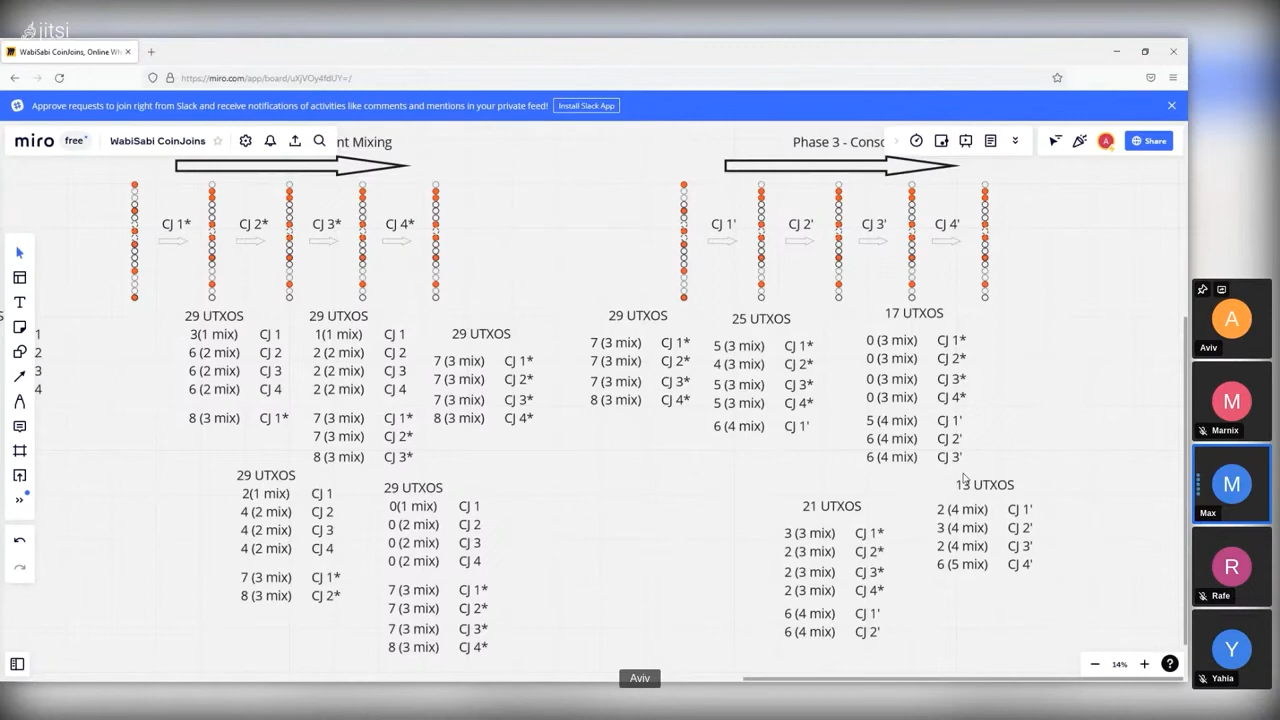 jitsi
WabiSabi CoinJoins, Online Wh
https://miro.com/app/board/uXjVOy4fdUY=/
Approve requests to join right from Slack and receive notifications of activities like comments and mentions in your private feed!
Install Slack App
miro
free
WabiSabi CoinJoins
nt Mixing
Phase 3 - Conso
Share
CJ 1*
CJ 2*
CJ 3*
CJ 4*
CJ 1'
CJ 2'
CJ 3'
CJ 4'
1
2
3
4
29 UTXOS
3(1 mix) CJ 1
6 (2 mix) CJ 2
6 (2 mix) CJ 3
6 (2 mix) CJ 4
8 (3 mix) CJ 1*
29 UTXOS
1(1 mix) CJ 1
2 (2 mix) CJ 2
2 (2 mix) CJ 3
2 (2 mix) CJ 4
7 (3 mix) CJ 1*
7 (3 mix) CJ 2*
8 (3 mix) CJ 3*
29 UTXOS
7 (3 mix) CJ 1*
7 (3 mix) CJ 2*
7 (3 mix) CJ 3*
8 (3 mix) CJ 4*
29 UTXOS
2(1 mix) CJ 1
4 (2 mix) CJ 2
4 (2 mix) CJ 3
4 (2 mix) CJ 4
7 (3 mix) CJ 1*
8 (3 mix) CJ 2*
29 UTXOS
0(1 mix) CJ 1
0 (2 mix) CJ 2
0 (2 mix) CJ 3
0 (2 mix) CJ 4
7 (3 mix) CJ 1*
7 (3 mix) CJ 2*
7 (3 mix) CJ 3*
8 (3 mix) CJ 4*
29 UTXOS
7 (3 mix) CJ 1*
7 (3 mix) CJ 2*
7 (3 mix) CJ 3*
8 (3 mix) CJ 4*
25 UTXOS
5 (3 mix) CJ 1*
4 (3 mix) CJ 2*
5 (3 mix) CJ 3*
5 (3 mix) CJ 4*
6 (4 mix) CJ 1'
17 UTXOS
0 (3 mix) CJ 1*
0 (3 mix) CJ 2*
0 (3 mix) CJ 3*
0 (3 mix) CJ 4*
5 (4 mix) CJ 1'
6 (4 mix) CJ 2'
6 (4 mix) CJ 3'
21 UTXOS
3 (3 mix) CJ 1*
2 (3 mix) CJ 2*
2 (3 mix) CJ 3*
2 (3 mix) CJ 4*
6 (4 mix) CJ 1'
6 (4 mix) CJ 2'
13 UTXOS
2 (4 mix) CJ 1'
3 (4 mix) CJ 2'
2 (4 mix) CJ 3'
6 (5 mix) CJ 4'
14%
Aviv
A
Aviv
M
Marnix
M
Max
R
Rafe
Y
Yahia